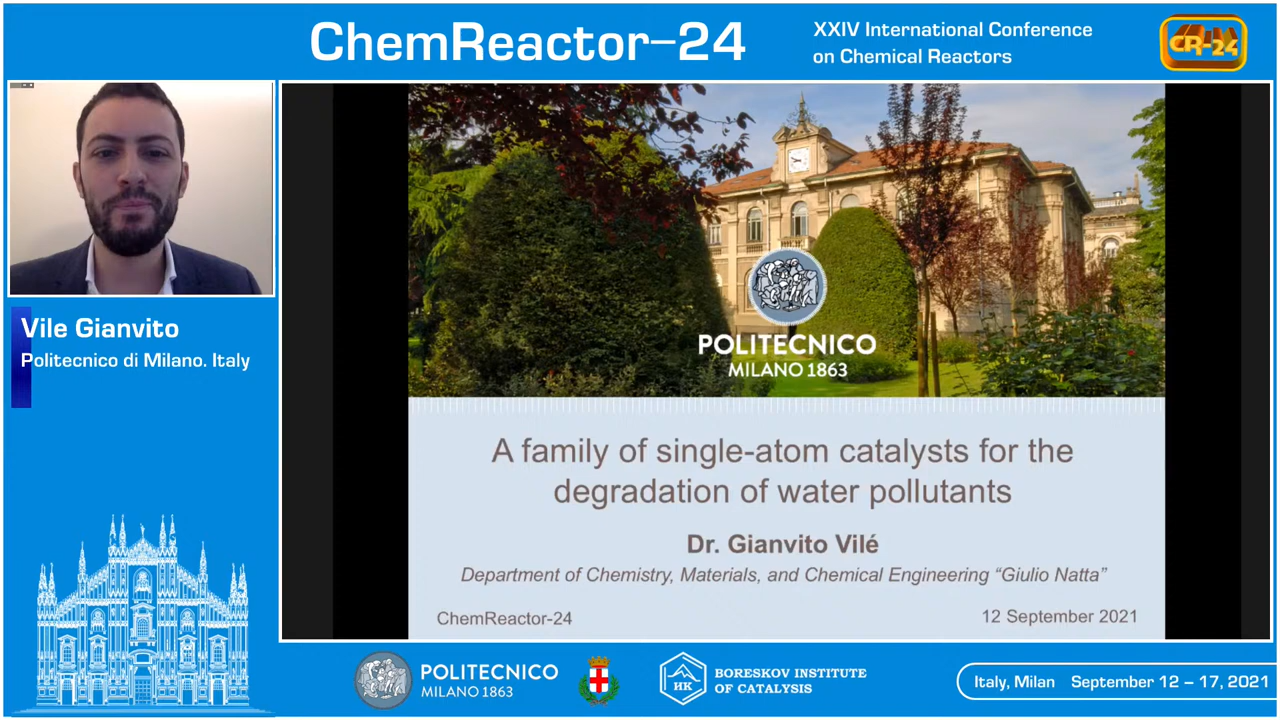 ChemReactor–24
XXIV International Conference
on Chemical Reactors
CR-24
Vile Gianvito
Politecnico di Milano. Italy
POLITECNICO
MILANO 1863
A family of single-atom catalysts for the
degradation of water pollutants
Dr. Gianvito Vilé
Department of Chemistry, Materials, and Chemical Engineering “Giulio Natta”
ChemReactor-24
12 September 2021
POLITECNICO
MILANO 1863
HK
BORESKOV INSTITUTE
OF CATALYSIS
Italy, Milan September 12 – 17, 2021